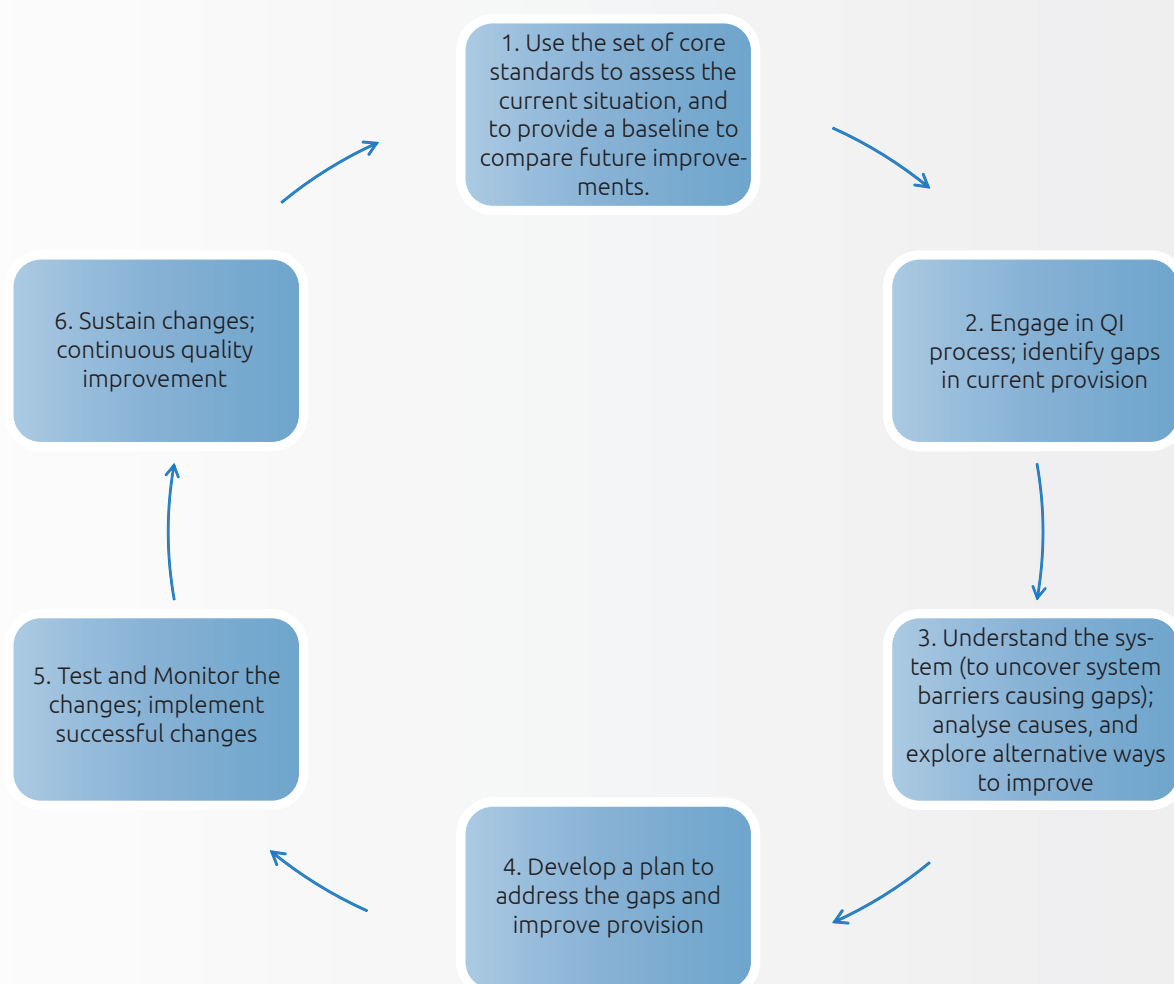 1. Use the set of core
standards to assess the
current situation, and
to provide a baseline to
compare future improve-
ments.
2. Engage in QI
process; identify gaps
in current provision
3. Understand the sys-
tem (to uncover system
barriers causing gaps);
analyse causes, and
explore alternative ways
to improve
4. Develop a plan to
address the gaps and
improve provision
5. Test and Monitor the
changes; implement
successful changes
6. Sustain changes;
continuous quality
improvement